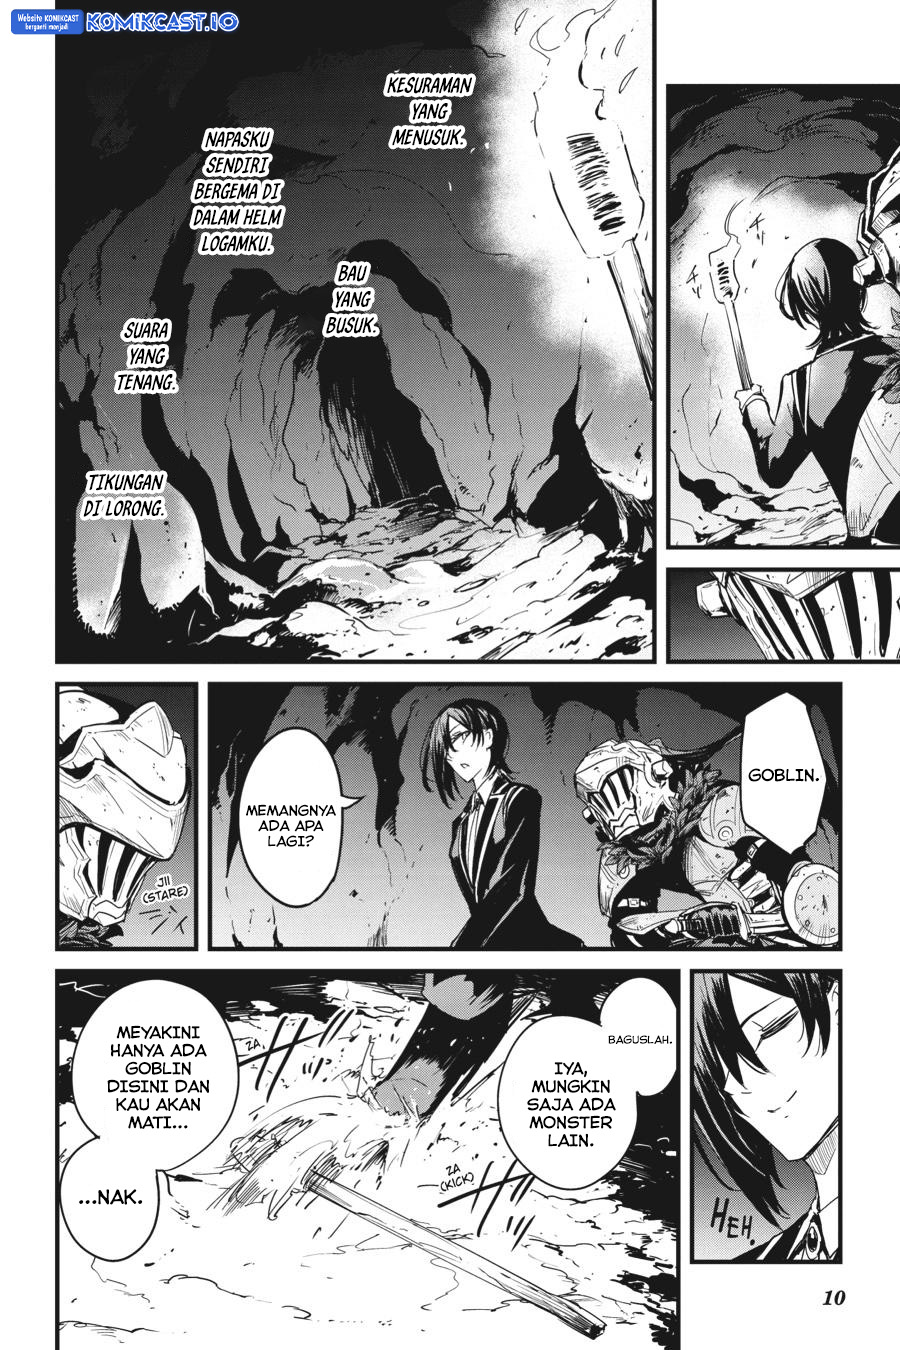 Website KOMIKCAST
berganti menjadi
KOMIKCAST.IO
KESURAMAN
YANG
MENUSUK.
NAPASKU
SENDIRI
BERGEMA DI
DALAM HELM
LOGAMKU.
BAU
YANG
BUSUK.
SUARA
YANG
TENANG.
TIKUNGAN
DI LORONG.
GOBLIN.
MEMANGNYA
ADA APA
LAGI?
JII
(STARE)
HEH.
BAGUSLAH.
IYA,
MUNGKIN
SAJA ADA
MONSTER
LAIN.
ZA
ZA
(KICK)
MEYAKINI
HANYA ADA
GOBLIN
DISINI DAN
KAU AKAN
MATI...
...NAK.
10